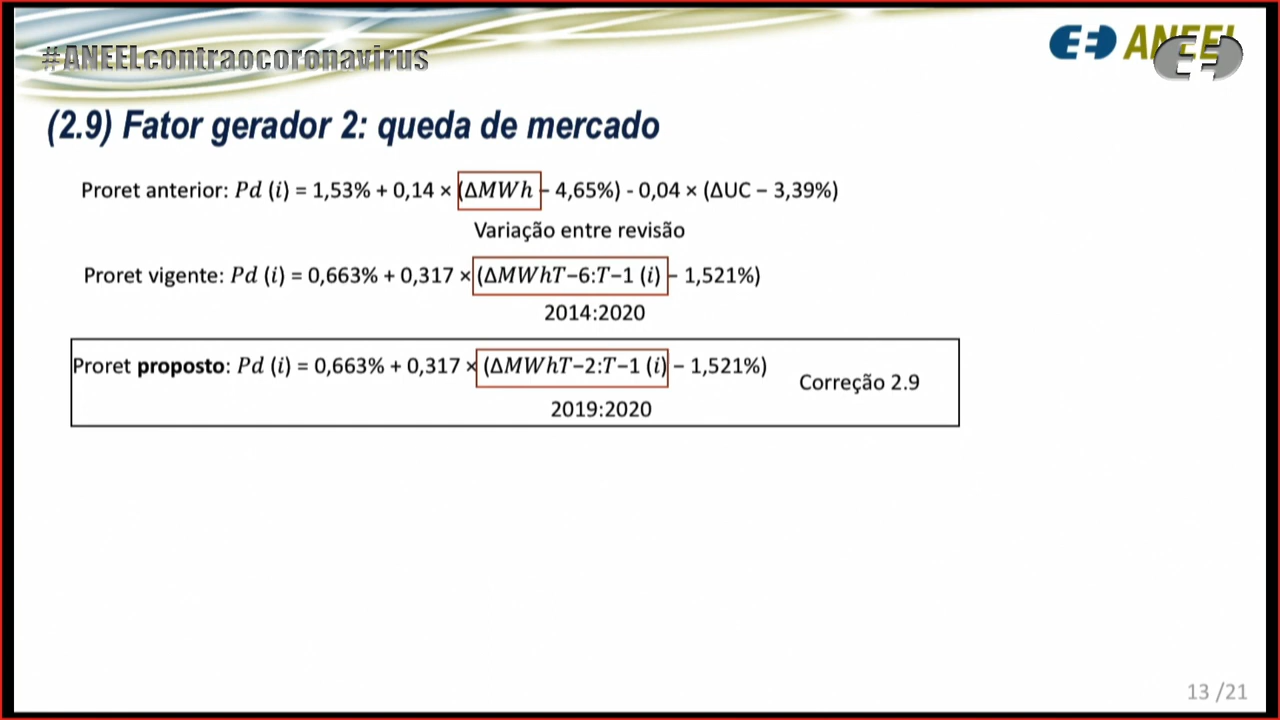 #ANEELcontraocoronavirus
ANEEL
(2.9) Fator gerador 2: queda de mercado
Proret anterior: Pd (i) = 1,53% + 0,14 × (ΔMWh − 4,65%) - 0,04 × (ΔUC − 3,39%)
Variação entre revisão
Proret vigente: Pd (i) = 0,663% + 0,317 × (ΔMWhT−6:T−1 (i) − 1,521%)
2014:2020
Proret proposto: Pd (i) = 0,663% + 0,317 × (ΔMWhT−2:T−1 (i) − 1,521%)
Correção 2.9
2019:2020
13 /21